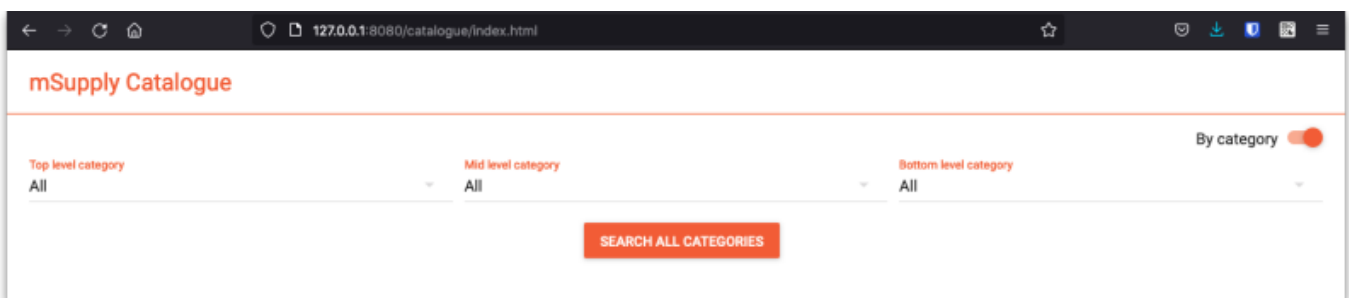 127.0.0.1:8080/catalogue/index.html
mSupply Catalogue
By category
Top level category
All
Mid level category
All
Bottom level category
All
SEARCH ALL CATEGORIES